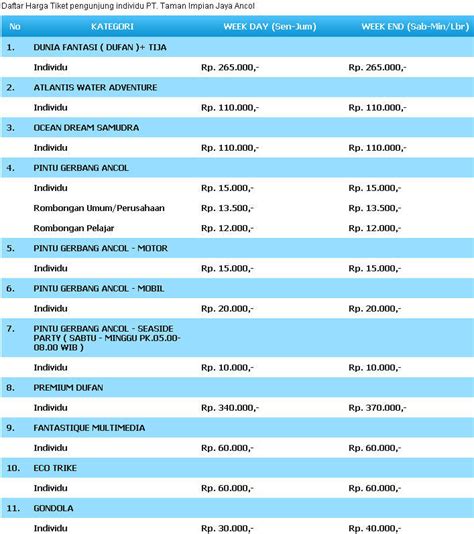 Daftar Harga Tiket pengunjung individu PT. Taman Impian Jaya Ancol
No KATEGORI WEEK DAY (Sen-Jum) WEEK END (Sab-Min/Lbr)
1. DUNIA FANTASI ( DUFAN )+ TIJA
Individu Rp. 265.000,- Rp. 265.000,-
2. ATLANTIS WATER ADVENTURE
Individu Rp. 110.000,- Rp. 110.000,-
3. OCEAN DREAM SAMUDRA
Individu Rp. 110.000,- Rp. 110.000,-
4. PINTU GERBANG ANCOL
Individu Rp. 15.000,- Rp. 15.000,-
Rombongan Umum/Perusahaan Rp. 13.500,- Rp. 13.500,-
Rombongan Pelajar Rp. 12.000,- Rp. 12.000,-
5. PINTU GERBANG ANCOL - MOTOR
Individu Rp. 15.000,- Rp. 15.000,-
6. PINTU GERBANG ANCOL - MOBIL
Individu Rp. 20.000,- Rp. 20.000,-
7. PINTU GERBANG ANCOL - SEASIDE
PARTY ( SABTU - MINGGU PK.05.00-
08.00 WIB )
Individu Rp. 10.000,- Rp. 10.000,-
8. PREMIUM DUFAN
Individu Rp. 340.000,- Rp. 370.000,-
9. FANTASTIQUE MULTIMEDIA
Individu Rp. 60.000,- Rp. 60.000,-
10. ECO TRIKE
Individu Rp. 60.000,- Rp. 60.000,-
11. GONDOLA
Individu Rp. 30.000,- Rp. 40.000,-